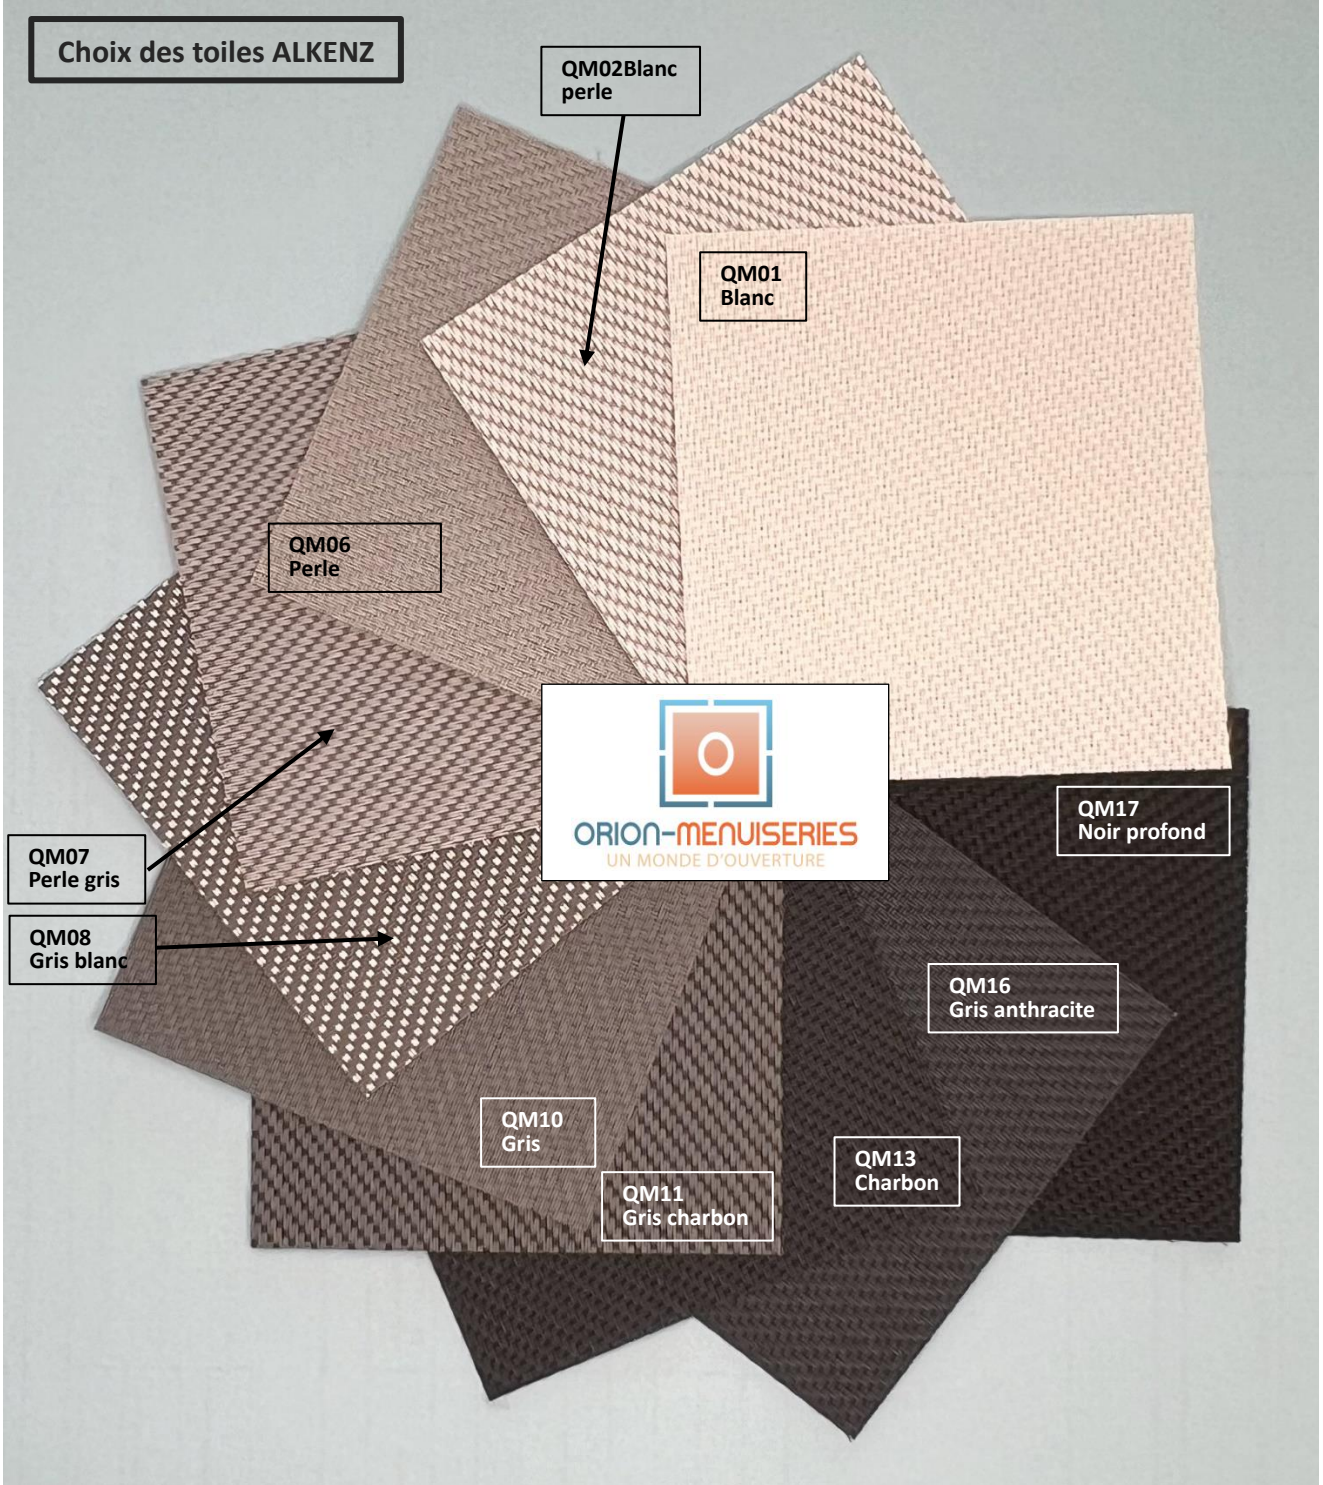 Choix des toiles ALKENZ
QM02Blanc
perle
QM01
Blanc
QM06
Perle
ORION-MENUISERIES
UN MONDE D'OUVERTURE
QM17
Noir profond
QM07
Perle gris
QM08
Gris blanc
QM16
Gris anthracite
QM10
Gris
QM13
Charbon
QM11
Gris charbon